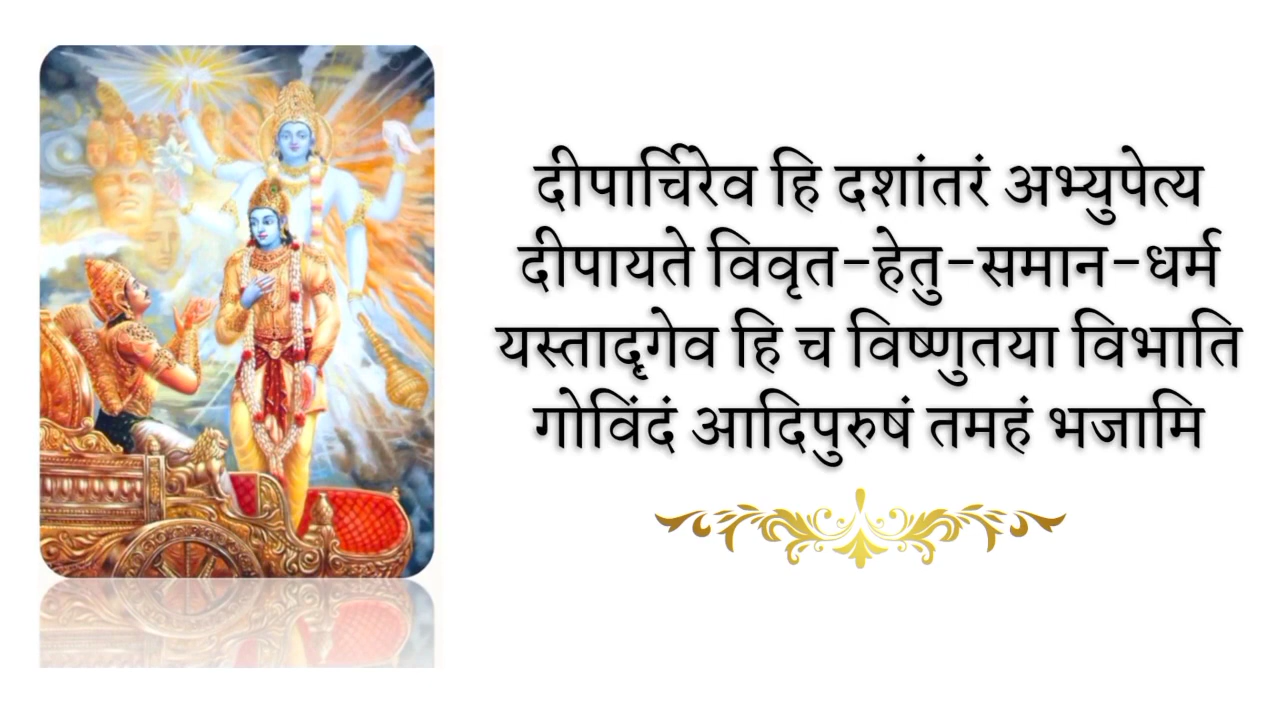 दीपार्चिरेव हि दशांतरं अभ्युपेत्य
दीपायते विवृत-हेतु-समान-धर्म
यस्तादृगेव हि च विष्णुतया विभाति
गोविंदं आदिपुरुषं तमहं भजामि